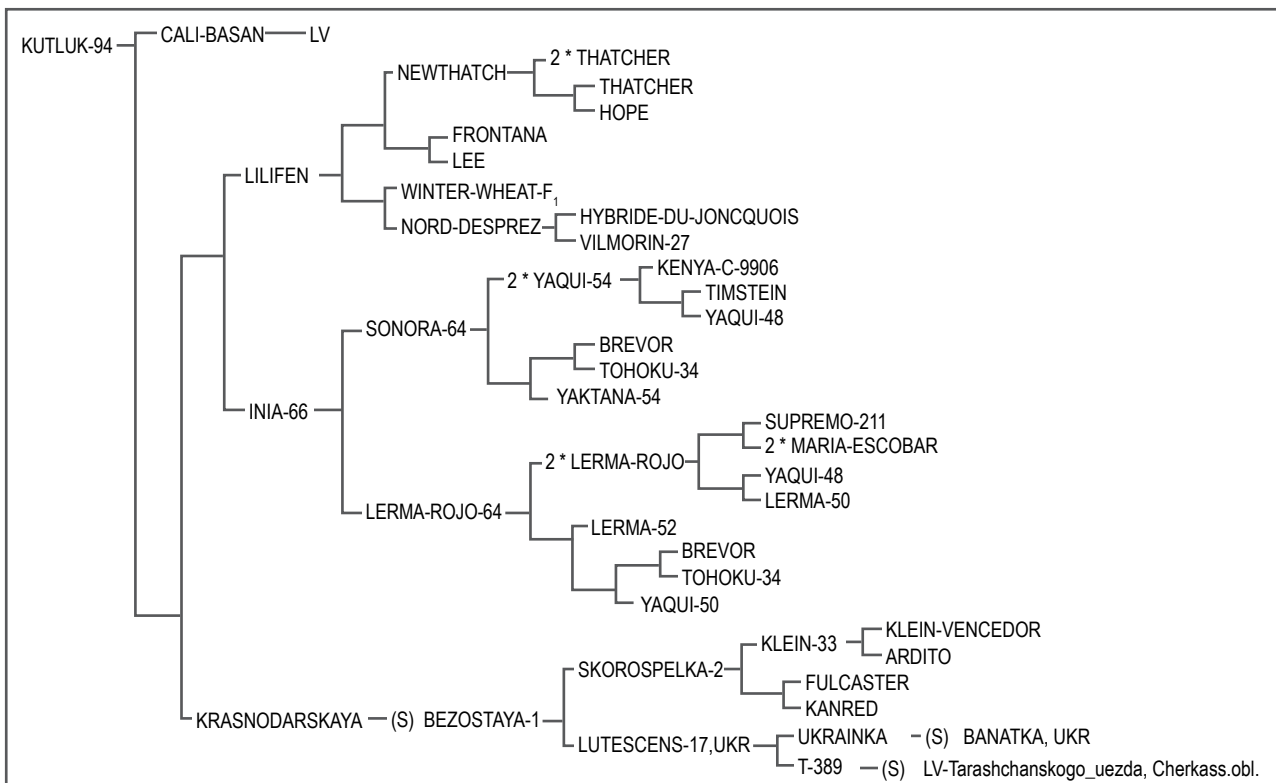 CALI-BASAN LV
KUTLUK-94
2 * THATCHER
NEWTHATCH
THATCHER
HOPE
FRONTANA
LEE
LILIFEN
WINTER-WHEAT-F1
HYBRIDE-DU-JONCQUOIS
NORD-DESPREZ
VILMORIN-27
KENYA-C-9906
2 * YAQUI-54
TIMSTEIN
YAQUI-48
SONORA-64
BREVOR
TOHOKU-34
YAKTANA-54
INIA-66
SUPREMO-211
2 * MARIA-ESCOBAR
2 * LERMA-ROJO
YAQUI-48
LERMA-50
LERMA-ROJO-64
LERMA-52
BREVOR
TOHOKU-34
YAQUI-50
KLEIN-VENCEDOR
KLEIN-33
ARDITO
SKOROSPELKA-2
FULCASTER
KANRED
KRASNODARSKAYA (S) BEZOSTAYA-1
UKRAINKA (S) BANATKA, UKR
LUTESCENS-17,UKR
T-389 (S) LV-Tarashchanskogo_uezda, Cherkass.obl.